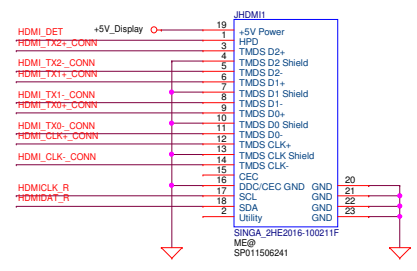 JHDMI1
HDMI_DET +5V_Display 19 +5V Power
HDMI_TX2+_CONN 1 HPD
3 TMDS D2+
HDMI_TX2-_CONN 4 TMDS D2 Shield
HDMI_TX1+_CONN 5 TMDS D2-
6 TMDS D1+
HDMI_TX1-_CONN 7 TMDS D1 Shield
HDMI_TX0+_CONN 8 TMDS D1-
9 TMDS D0+
HDMI_TX0-_CONN 10 TMDS D0 Shield
HDMI_CLK+_CONN 11 TMDS D0-
12 TMDS CLK+
HDMI_CLK-_CONN 13 TMDS CLK Shield
14 TMDS CLK-
15 CEC
16 DDC/CEC GND GND 20
HDMICLK_R 17 SCL GND 21
HDMIDAT_R 18 SDA GND 22
2 Utility GND 23
SINGA_2HE2016-100211F
ME@
SP011506241